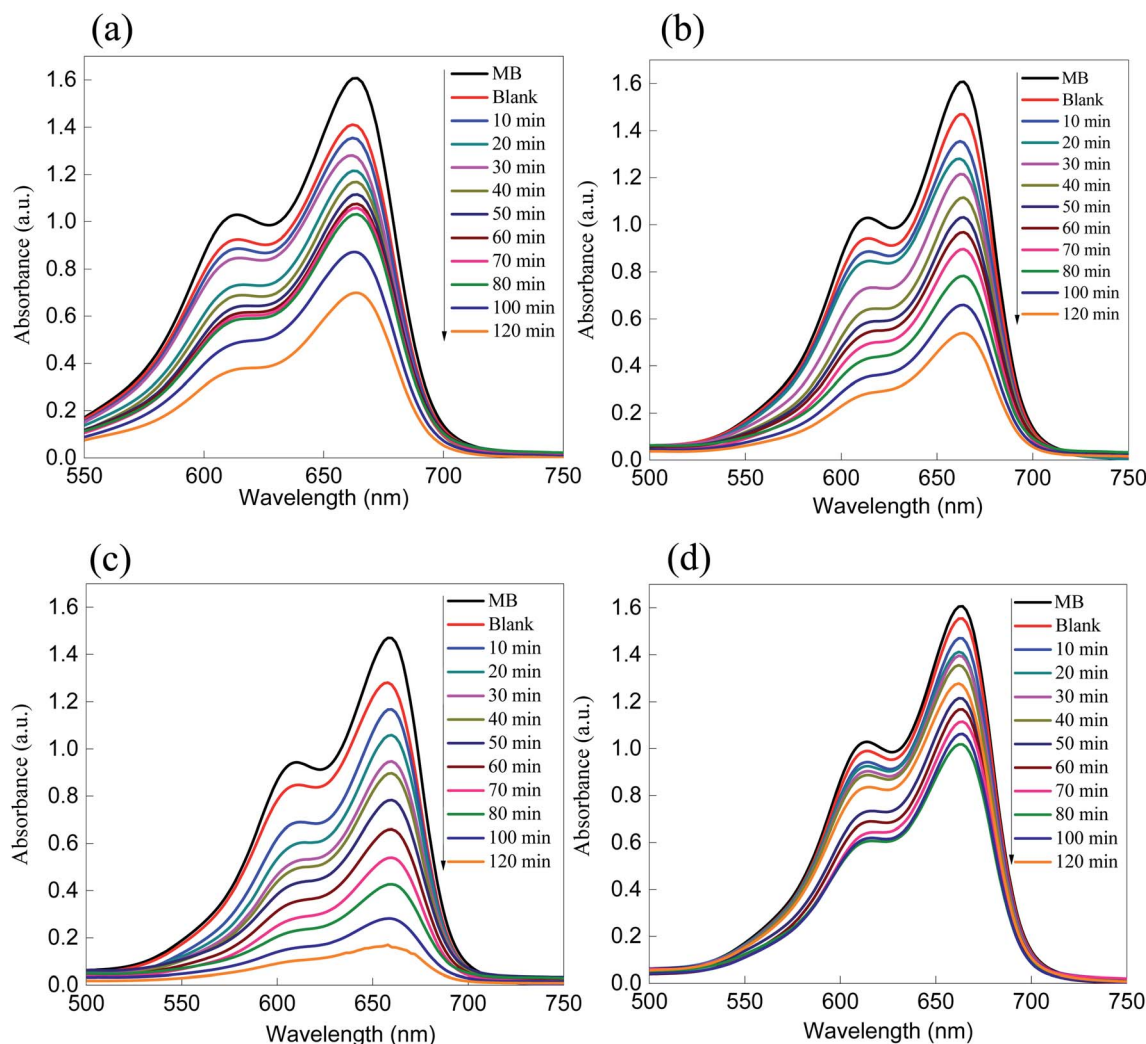 (a)
1.6
1.4
1.2
1.0
0.8
0.6
0.4
0.2
0.0
Absorbance (a.u.)
550
600
650
700
750
Wavelength (nm)
MB
Blank
10 min
20 min
30 min
40 min
50 min
60 min
70 min
80 min
100 min
120 min
(b)
1.6
1.4
1.2
1.0
0.8
0.6
0.4
0.2
0.0
Absorbance (a.u.)
500
550
600
650
700
750
Wavelength (nm)
MB
Blank
10 min
20 min
30 min
40 min
50 min
60 min
70 min
80 min
100 min
120 min
(c)
1.6
1.4
1.2
1.0
0.8
0.6
0.4
0.2
0.0
Absorbance (a.u.)
500
550
600
650
700
750
Wavelength (nm)
MB
Blank
10 min
20 min
30 min
40 min
50 min
60 min
70 min
80 min
100 min
120 min
(d)
1.6
1.4
1.2
1.0
0.8
0.6
0.4
0.2
0.0
Absorbance (a.u.)
500
550
600
650
700
750
Wavelength (nm)
MB
Blank
10 min
20 min
30 min
40 min
50 min
60 min
70 min
80 min
100 min
120 min